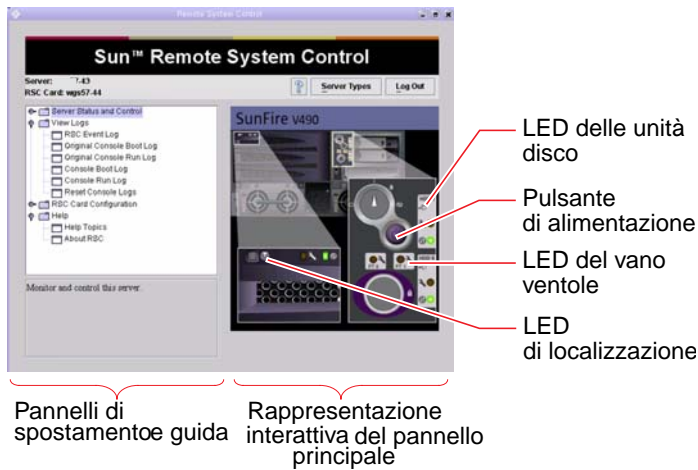 Remote System Control
Sun™ Remote System Control
Server:
RSC Card: wgs57-44
Server Types
Log Out
Server Status and Control
View Logs
RSC Event Log
Original Console Boot Log
Original Console Run Log
Console Boot Log
Console Run Log
Reset Console Logs
RSC Card Configuration
Help
Help Topics
About RSC
Monitor and control this server.
SunFire V490
LED delle unità
disco
Pulsante
di alimentazione
LED del vano
ventole
LED
di localizzazione
Pannelli di
spostamentoe guida
Rappresentazione
interattiva del pannello
principale